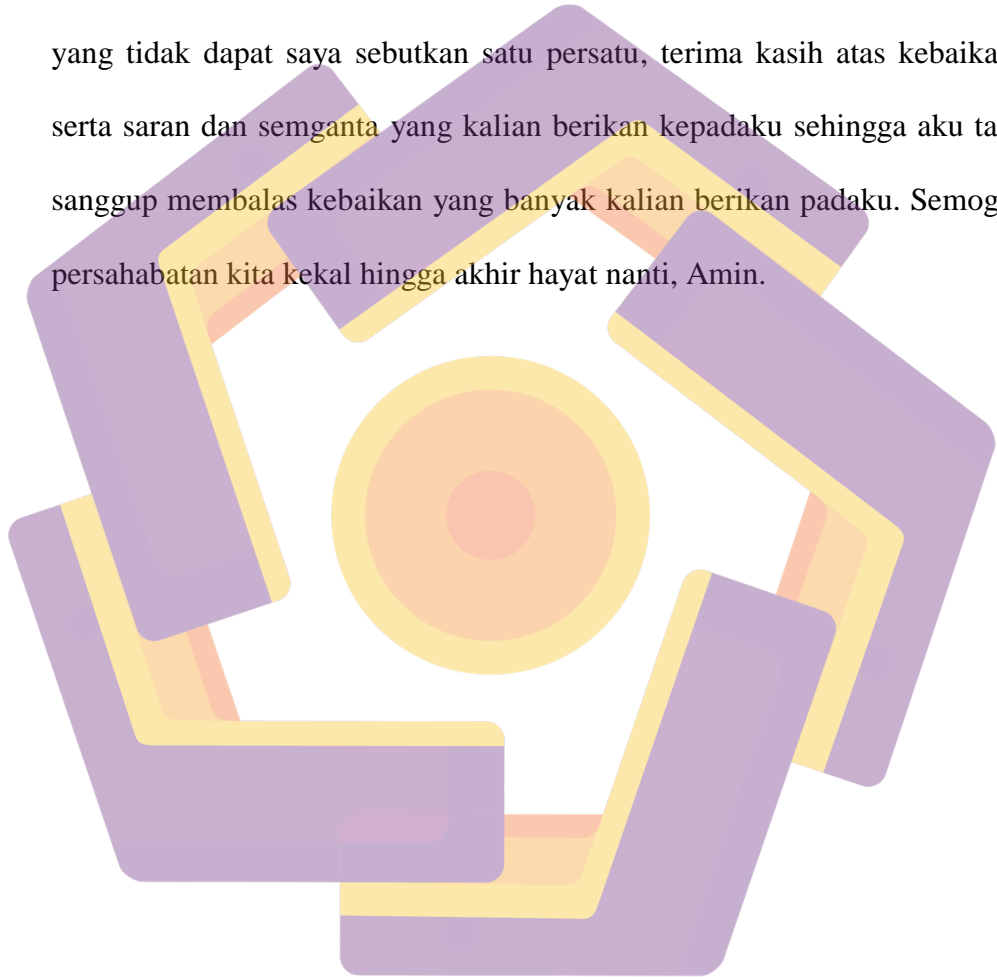 yang tidak dapat saya sebutkan satu persatu, terima kasih atas kebaika
serta saran dan semganta yang kalian berikan kepadaku sehingga aku ta
sanggup membalas kebaikan yang banyak kalian berikan padaku. Semog
persahabatan kita kekal hingga akhir hayat nanti, Amin.